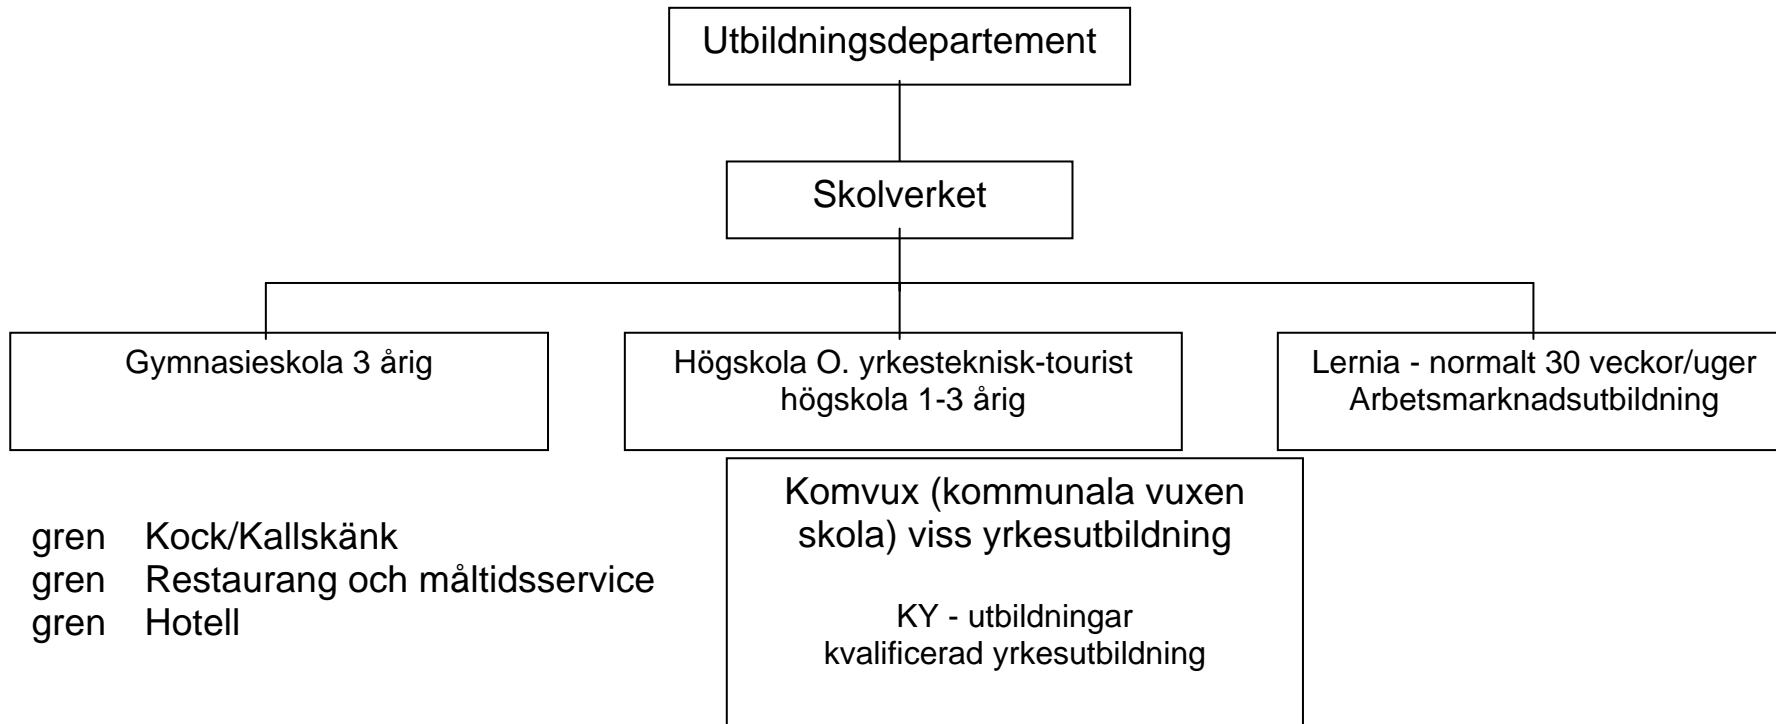 Utbildningsdepartement
Skolverket
Gymnasieskola 3 årig
Högskola O. yrkesteknisk-tourist
högskola 1-3 årig
Lernia - normalt 30 veckor/uger
Arbetsmarknadsutbildning
gren Kock/Kallskänk
gren Restaurang och måltidsservice
gren Hotell
Komvux (kommunala vuxen
skola) viss yrkesutbildning
KY - utbildningar
kvalificerad yrkesutbildning